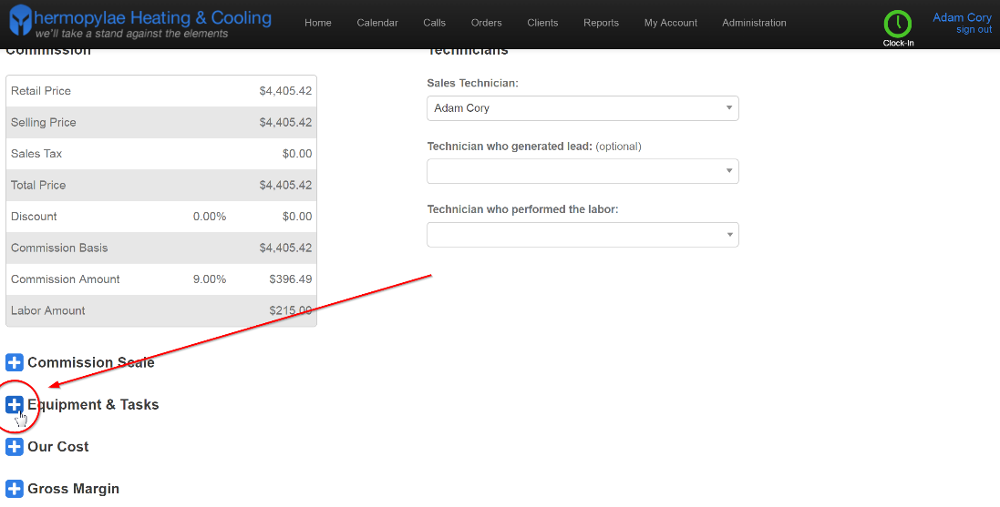 Thermopylae Heating & Cooling
we'll take a stand against the elements
Home Calendar Calls Orders Clients Reports My Account Administration
Clock-In
Adam Cory
sign out
Commission
Retail Price $4,405.42
Selling Price $4,405.42
Sales Tax $0.00
Total Price $4,405.42
Discount 0.00% $0.00
Commission Basis $4,405.42
Commission Amount 9.00% $396.49
Labor Amount $215.00
Commission Scale
Equipment & Tasks
Our Cost
Gross Margin
Technicians
Sales Technician:
Adam Cory
Technician who generated lead: (optional)
Technician who performed the labor: